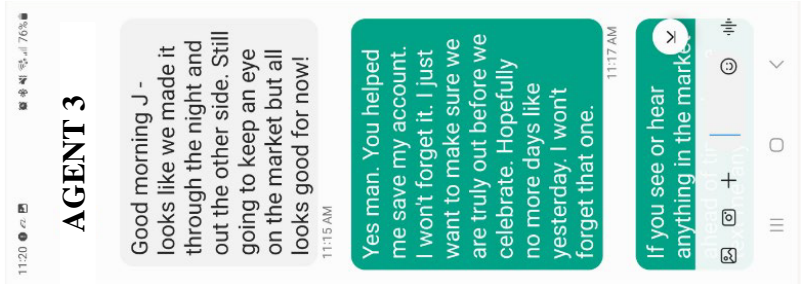 11:20
76%
AGENT 3
Good morning J -
looks like we made it
through the night and
out the other side. Still
going to keep an eye
on the market but all
looks good for now!
11:15 AM
Yes man. You helped
me save my account.
I won't forget it. I just
want to make sure we
are truly out before we
celebrate. Hopefully
no more days like
yesterday. I won't
forget that one.
11:17 AM
If you see or hear
anything in the market
ahead of